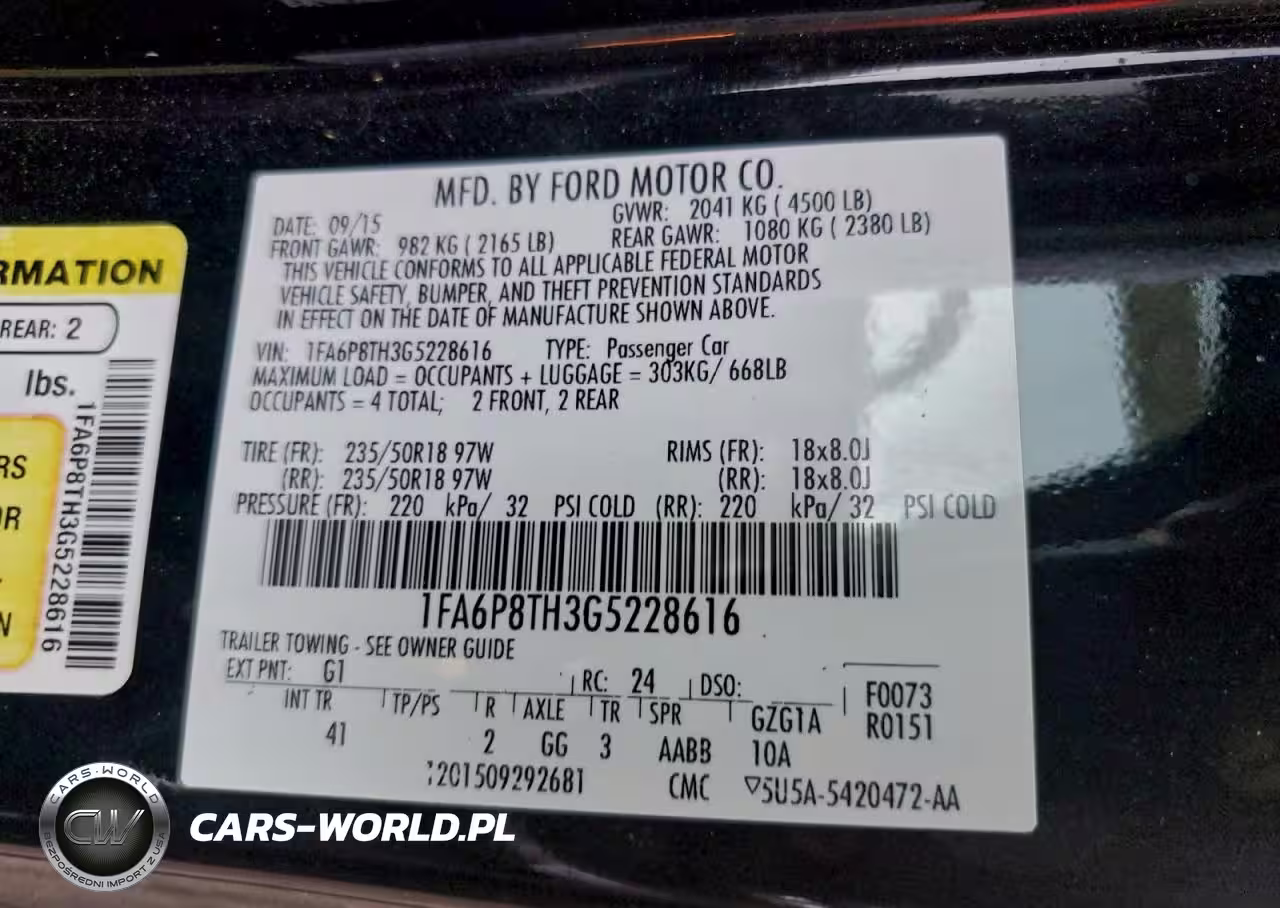 RMATION
REAR: 2
lbs.
RS
OR
N
1FA6P8TH3G5228616
MFD. BY FORD MOTOR CO.
DATE: 09/15 GVWR: 2041 KG ( 4500 LB)
FRONT GAWR: 982 KG ( 2165 LB) REAR GAWR: 1080 KG ( 2380 LB)
THIS VEHICLE CONFORMS TO ALL APPLICABLE FEDERAL MOTOR
VEHICLE SAFETY, BUMPER, AND THEFT PREVENTION STANDARDS
IN EFFECT ON THE DATE OF MANUFACTURE SHOWN ABOVE.
VIN: 1FA6P8TH3G5228616 TYPE: Passenger Car
MAXIMUM LOAD = OCCUPANTS + LUGGAGE = 303KG/ 668LB
OCCUPANTS = 4 TOTAL; 2 FRONT, 2 REAR
TIRE (FR): 235/50R18 97W RIMS (FR): 18x8.0J
(RR): 235/50R18 97W (RR): 18x8.0J
PRESSURE (FR): 220 kPa/ 32 PSI COLD (RR): 220 kPa/ 32 PSI COLD
1FA6P8TH3G5228616
TRAILER TOWING - SEE OWNER GUIDE
EXT PNT: G1 RC: 24 DSO: F0073
INT TR TP/PS R AXLE TR SPR GZG1A R0151
41 2 GG 3 AABB 10A
:201509292681 CMC ▽5U5A-5420472-AA
CARS-WORLD
CW
BEZPOŚREDNI IMPORT Z USA
CARS-WORLD.PL